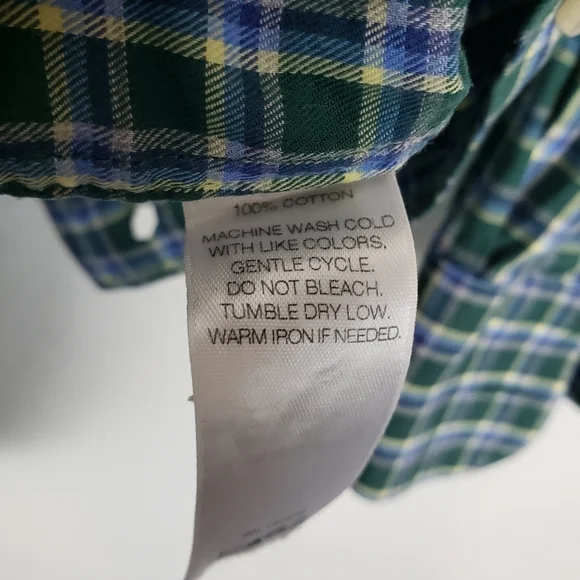 100% COTTON
MACHINE WASH COLD
WITH LIKE COLORS.
GENTLE CYCLE.
DO NOT BLEACH.
TUMBLE DRY LOW.
WARM IRON IF NEEDED.